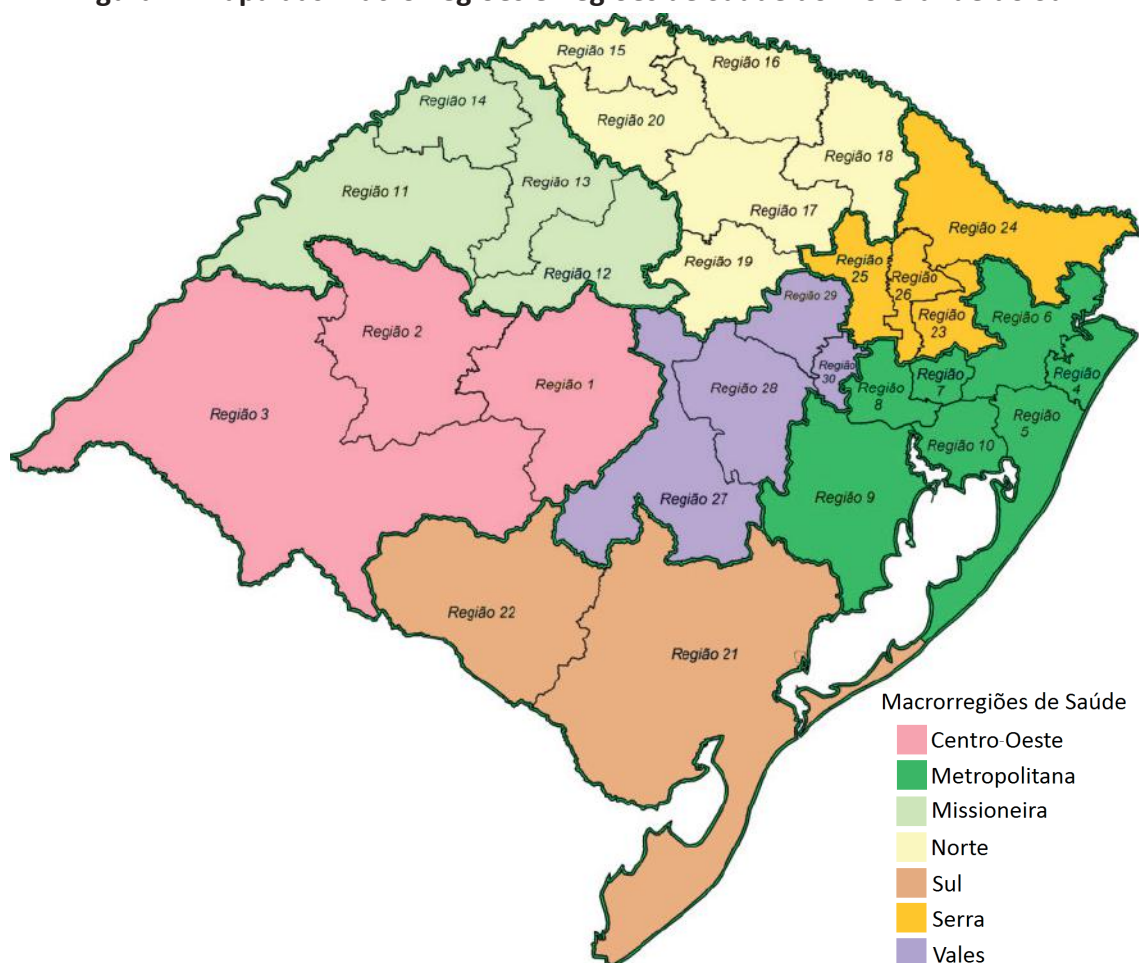 Região 15
Região 16
Região 14
Região 20
Região 18
Região 13
Região 11
Região 17
Região 24
Região 19
Região
25
Região 12
Região
26
Região 29
Região
23
Região 6
Região 2
Região
30
Região
7
Região
4
Região 1
Região 28
Região
8
Região 3
Região
5
Região 10
Região 27
Região 9
Região 22
Região 21
Macrorregiões de Saúde
Centro-Oeste
Metropolitana
Missioneira
Norte
Sul
Serra
Vales